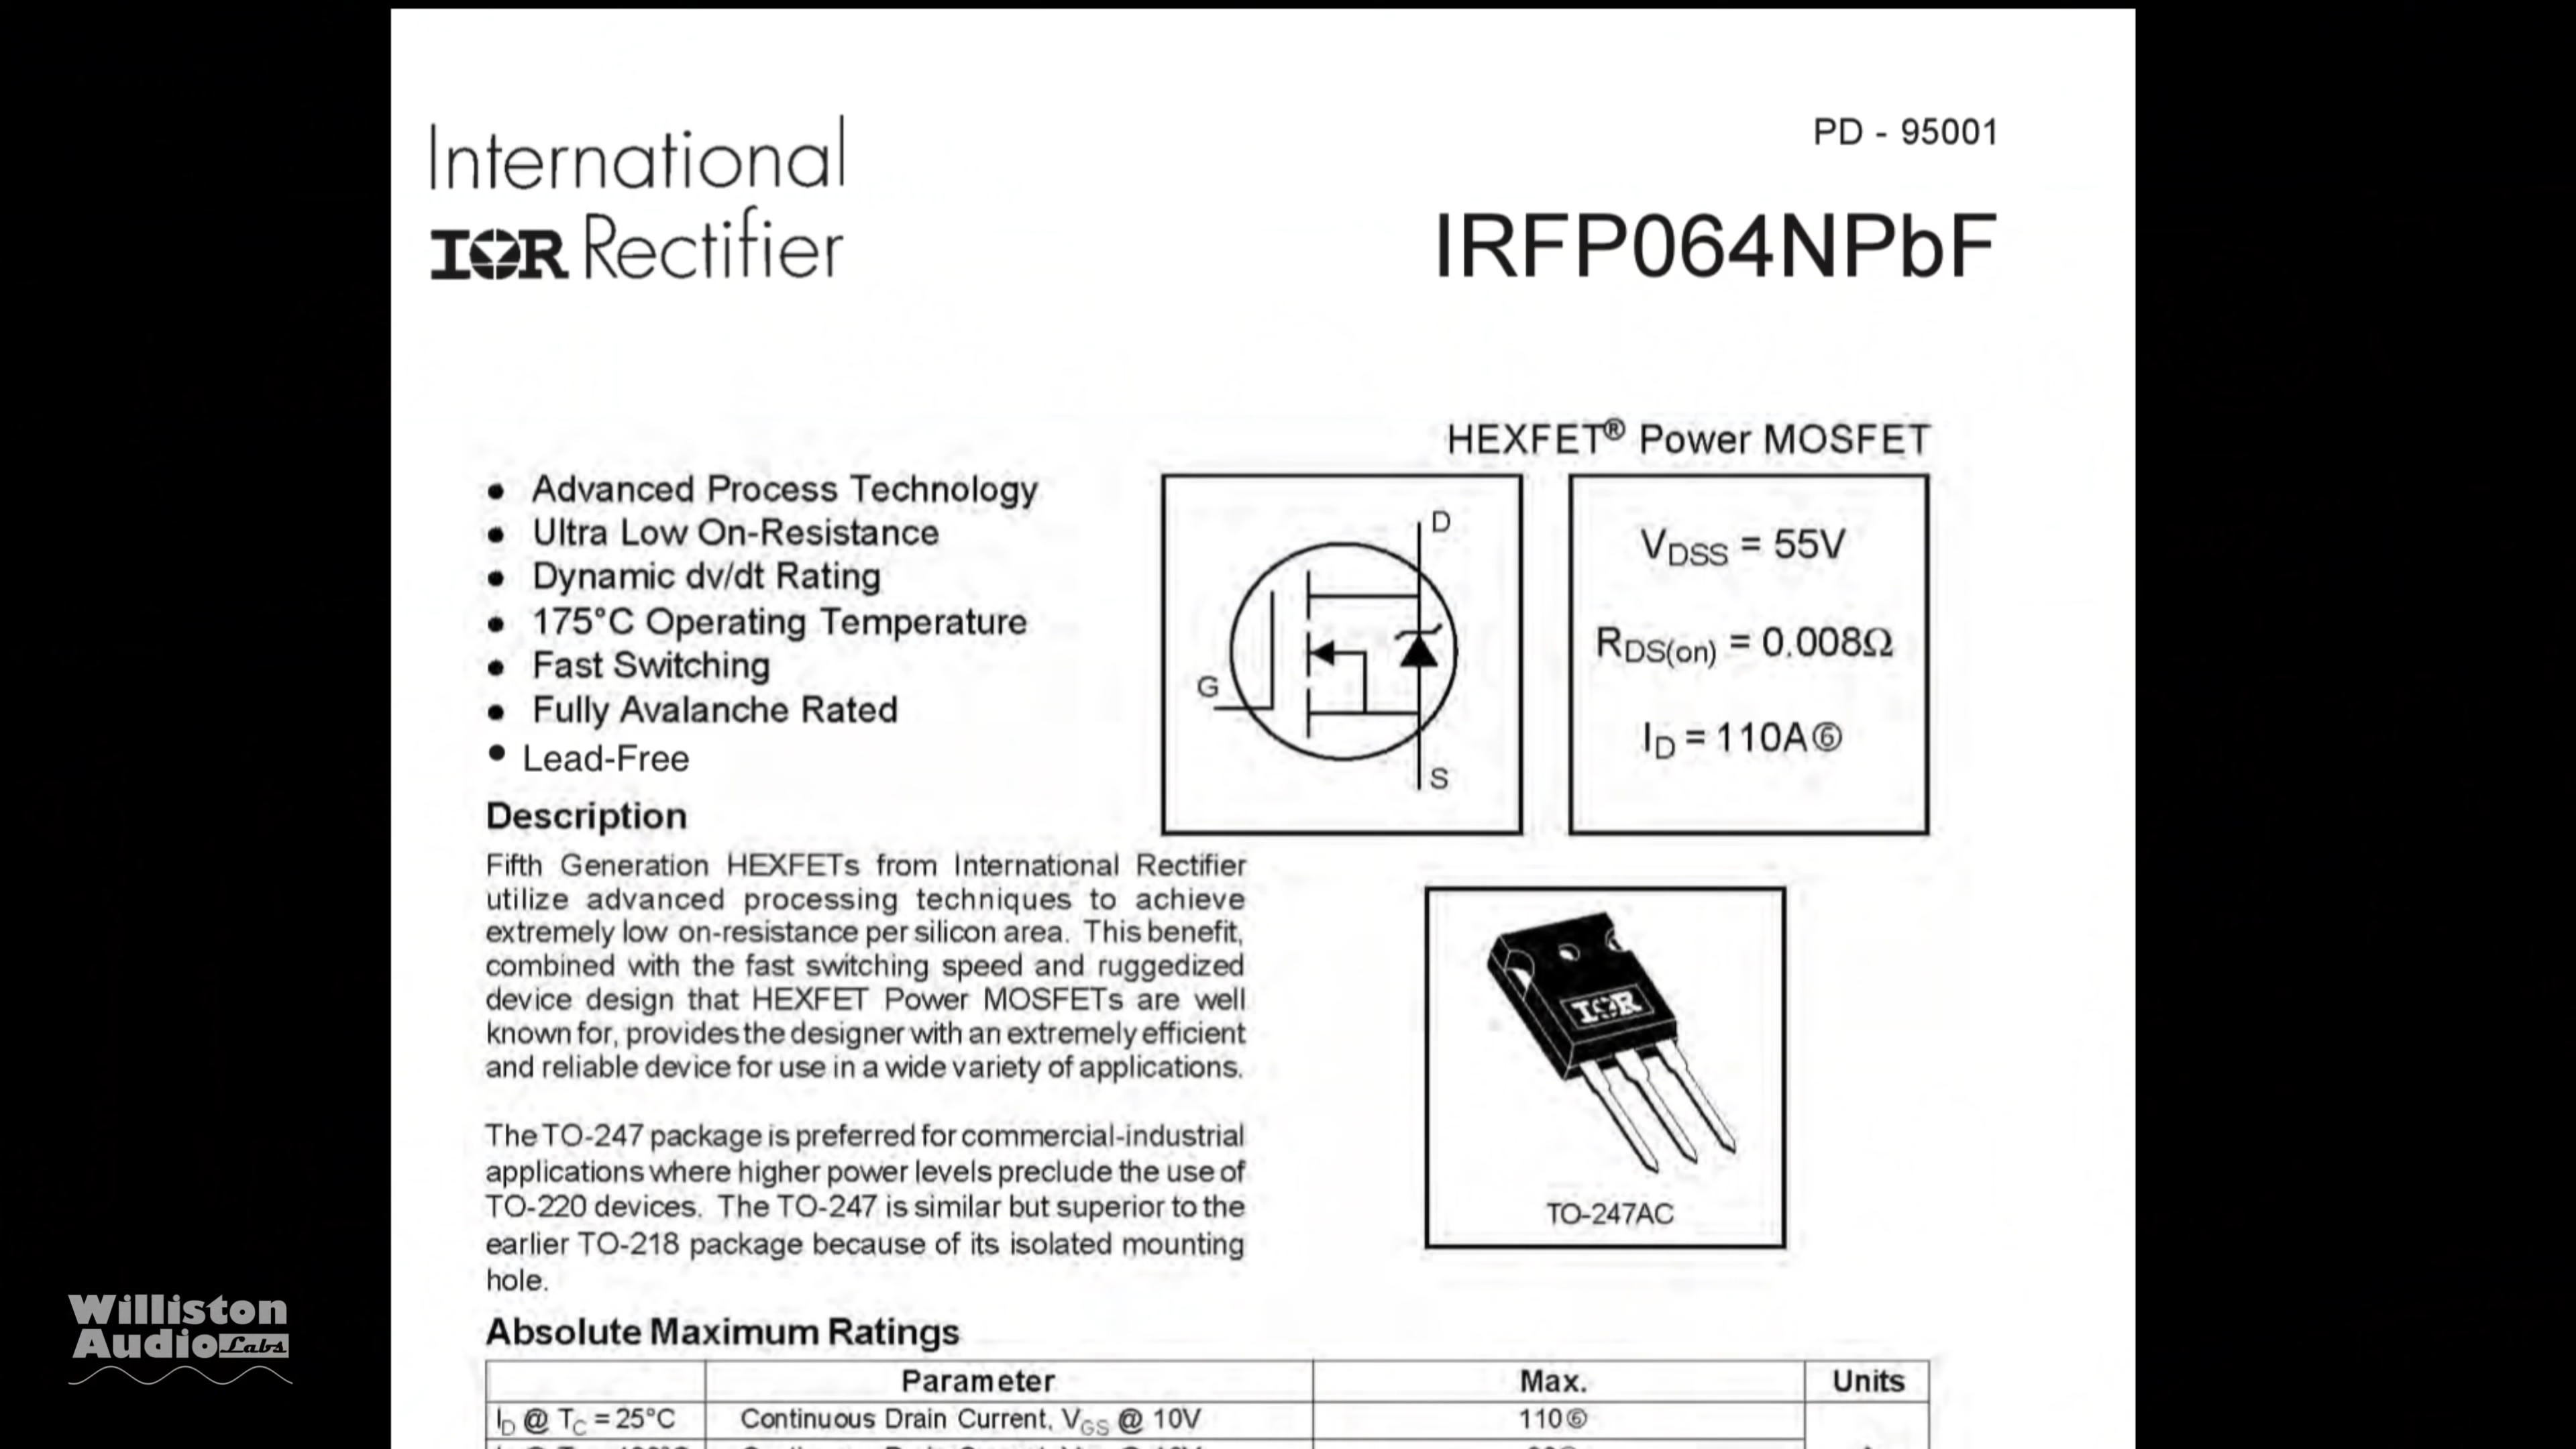 International
IOR Rectifier
PD - 95001
IRFP064NPbF
HEXFET® Power MOSFET
• Advanced Process Technology
• Ultra Low On-Resistance
• Dynamic dv/dt Rating
• 175°C Operating Temperature
• Fast Switching
• Fully Avalanche Rated
• Lead-Free
D
G
S
VDSS = 55V
RDS(on) = 0.008Ω
ID = 110A⑥
Description
Fifth Generation HEXFETs from International Rectifier
utilize advanced processing techniques to achieve
extremely low on-resistance per silicon area. This benefit,
combined with the fast switching speed and ruggedized
device design that HEXFET Power MOSFETs are well
known for, provides the designer with an extremely efficient
and reliable device for use in a wide variety of applications.
The TO-247 package is preferred for commercial-industrial
applications where higher power levels preclude the use of
TO-220 devices. The TO-247 is similar but superior to the
earlier TO-218 package because of its isolated mounting
hole.
IOR
TO-247AC
Absolute Maximum Ratings
Parameter Max. Units
ID @ TC = 25°C Continuous Drain Current, VGS @ 10V 110⑥
Williston
Audio Labs